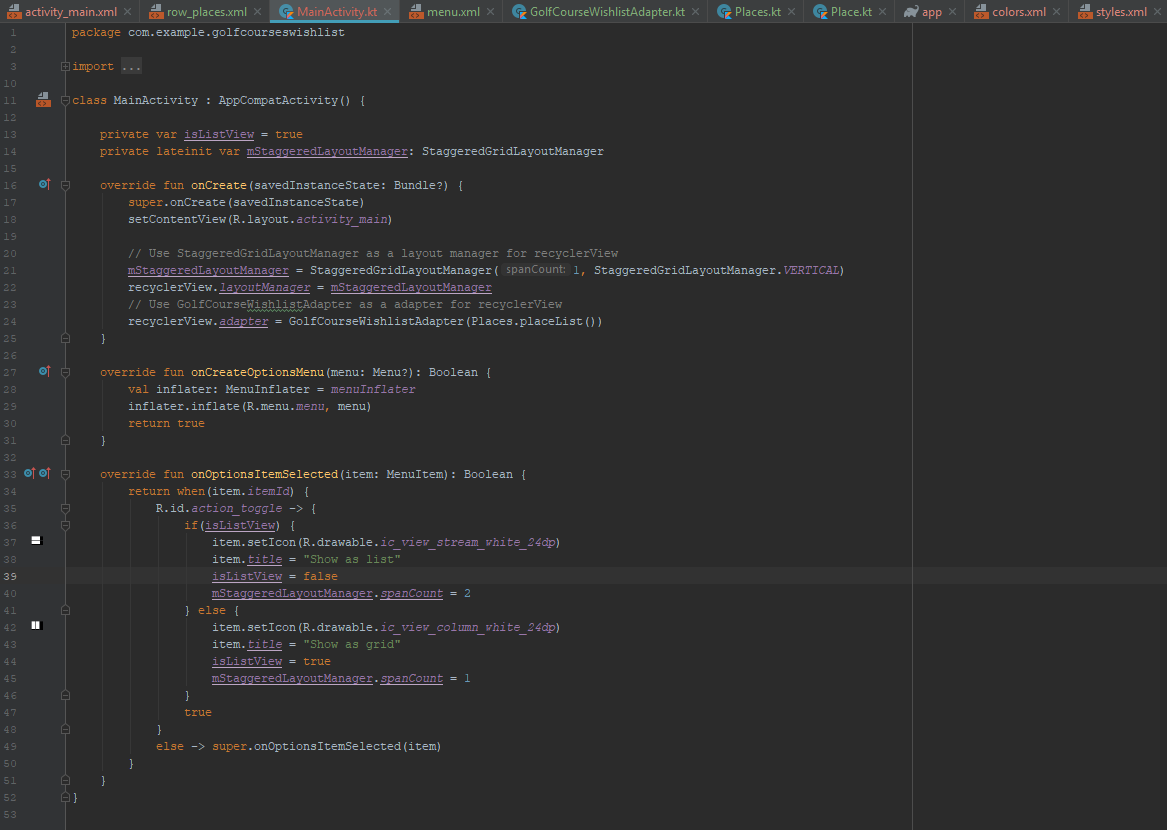 activity_main.xml row_places.xml MainActivity.kt menu.xml GolfCourseWishlistAdapter.kt Places.kt Place.kt app colors.xml styles.xml
1 package com.example.golfcourseswishlist
2
3 import ...
10
11 class MainActivity : AppCompatActivity() {
12
13 private var isListView = true
14 private lateinit var mStaggeredLayoutManager: StaggeredGridLayoutManager
15
16 override fun onCreate(savedInstanceState: Bundle?) {
17 super.onCreate(savedInstanceState)
18 setContentView(R.layout.activity_main)
19
20 // Use StaggeredGridLayoutManager as a layout manager for recyclerView
21 mStaggeredLayoutManager = StaggeredGridLayoutManager( spanCount: 1, StaggeredGridLayoutManager.VERTICAL)
22 recyclerView.layoutManager = mStaggeredLayoutManager
23 // Use GolfCourseWishlistAdapter as a adapter for recyclerView
24 recyclerView.adapter = GolfCourseWishlistAdapter(Places.placeList())
25 }
26
27 override fun onCreateOptionsMenu(menu: Menu?): Boolean {
28 val inflater: MenuInflater = menuInflater
29 inflater.inflate(R.menu.menu, menu)
30 return true
31 }
32
33 override fun onOptionsItemSelected(item: MenuItem): Boolean {
34 return when(item.itemId) {
35 R.id.action_toggle -> {
36 if(isListView) {
37 item.setIcon(R.drawable.ic_view_stream_white_24dp)
38 item.title = "Show as list"
39 isListView = false
40 mStaggeredLayoutManager.spanCount = 2
41 } else {
42 item.setIcon(R.drawable.ic_view_column_white_24dp)
43 item.title = "Show as grid"
44 isListView = true
45 mStaggeredLayoutManager.spanCount = 1
46 }
47 true
48 }
49 else -> super.onOptionsItemSelected(item)
50 }
51 }
52 }
53